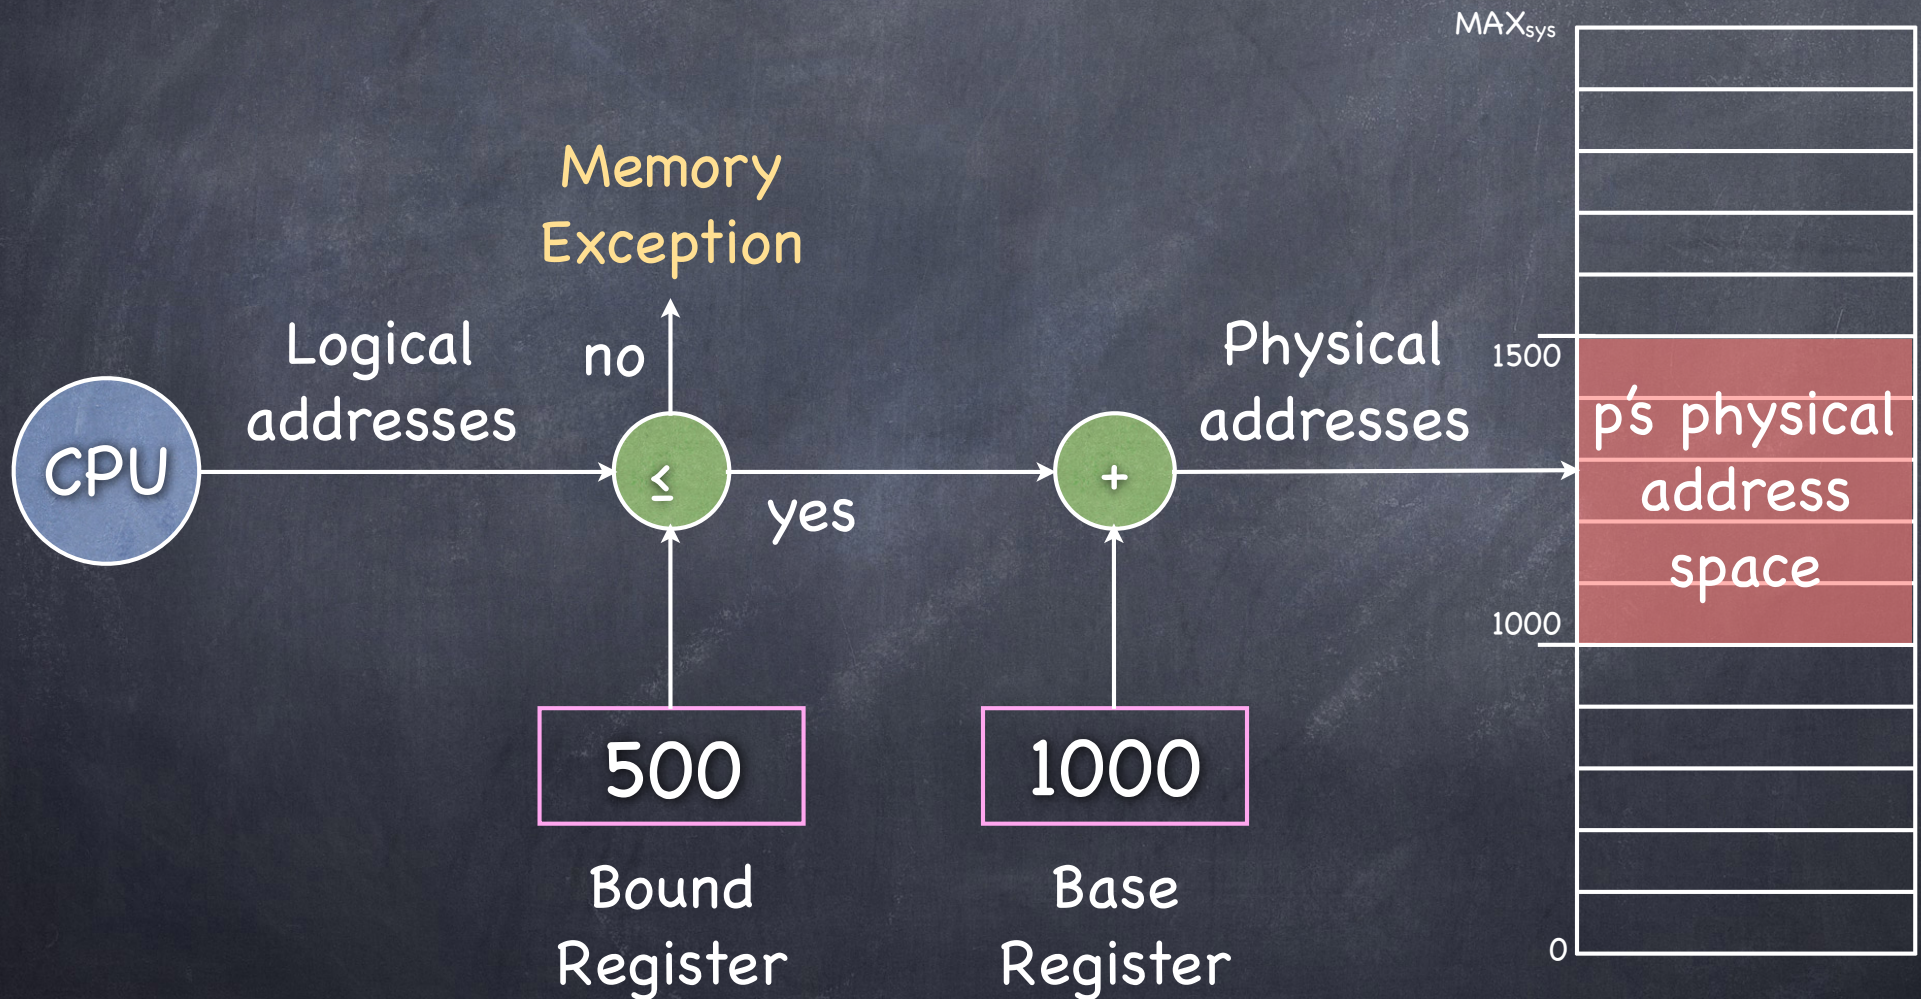 MAXsys
Memory
Exception
Logical
addresses
no
Physical
addresses
1500
CPU
≤
yes
+
p's physical
address
space
1000
500
1000
Bound
Register
Base
Register
0